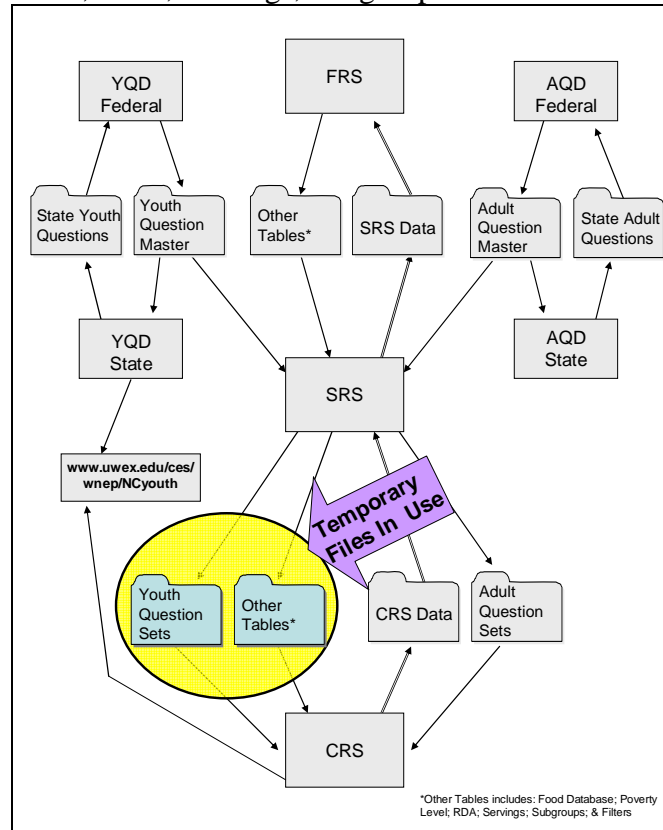 YQD
Federal
FRS
AQD
Federal
State Youth
Questions
Youth
Question
Master
Other
Tables*
SRS Data
Adult
Question
Master
State Adult
Questions
YQD
State
SRS
AQD
State
www.uwex.edu/ces/
wnep/NCyouth
Temporary
Files In Use
Youth
Question
Sets
Other
Tables*
CRS Data
Adult
Question
Sets
CRS
*Other Tables includes: Food Database; Poverty
Level; RDA; Servings; Subgroups; & Filters